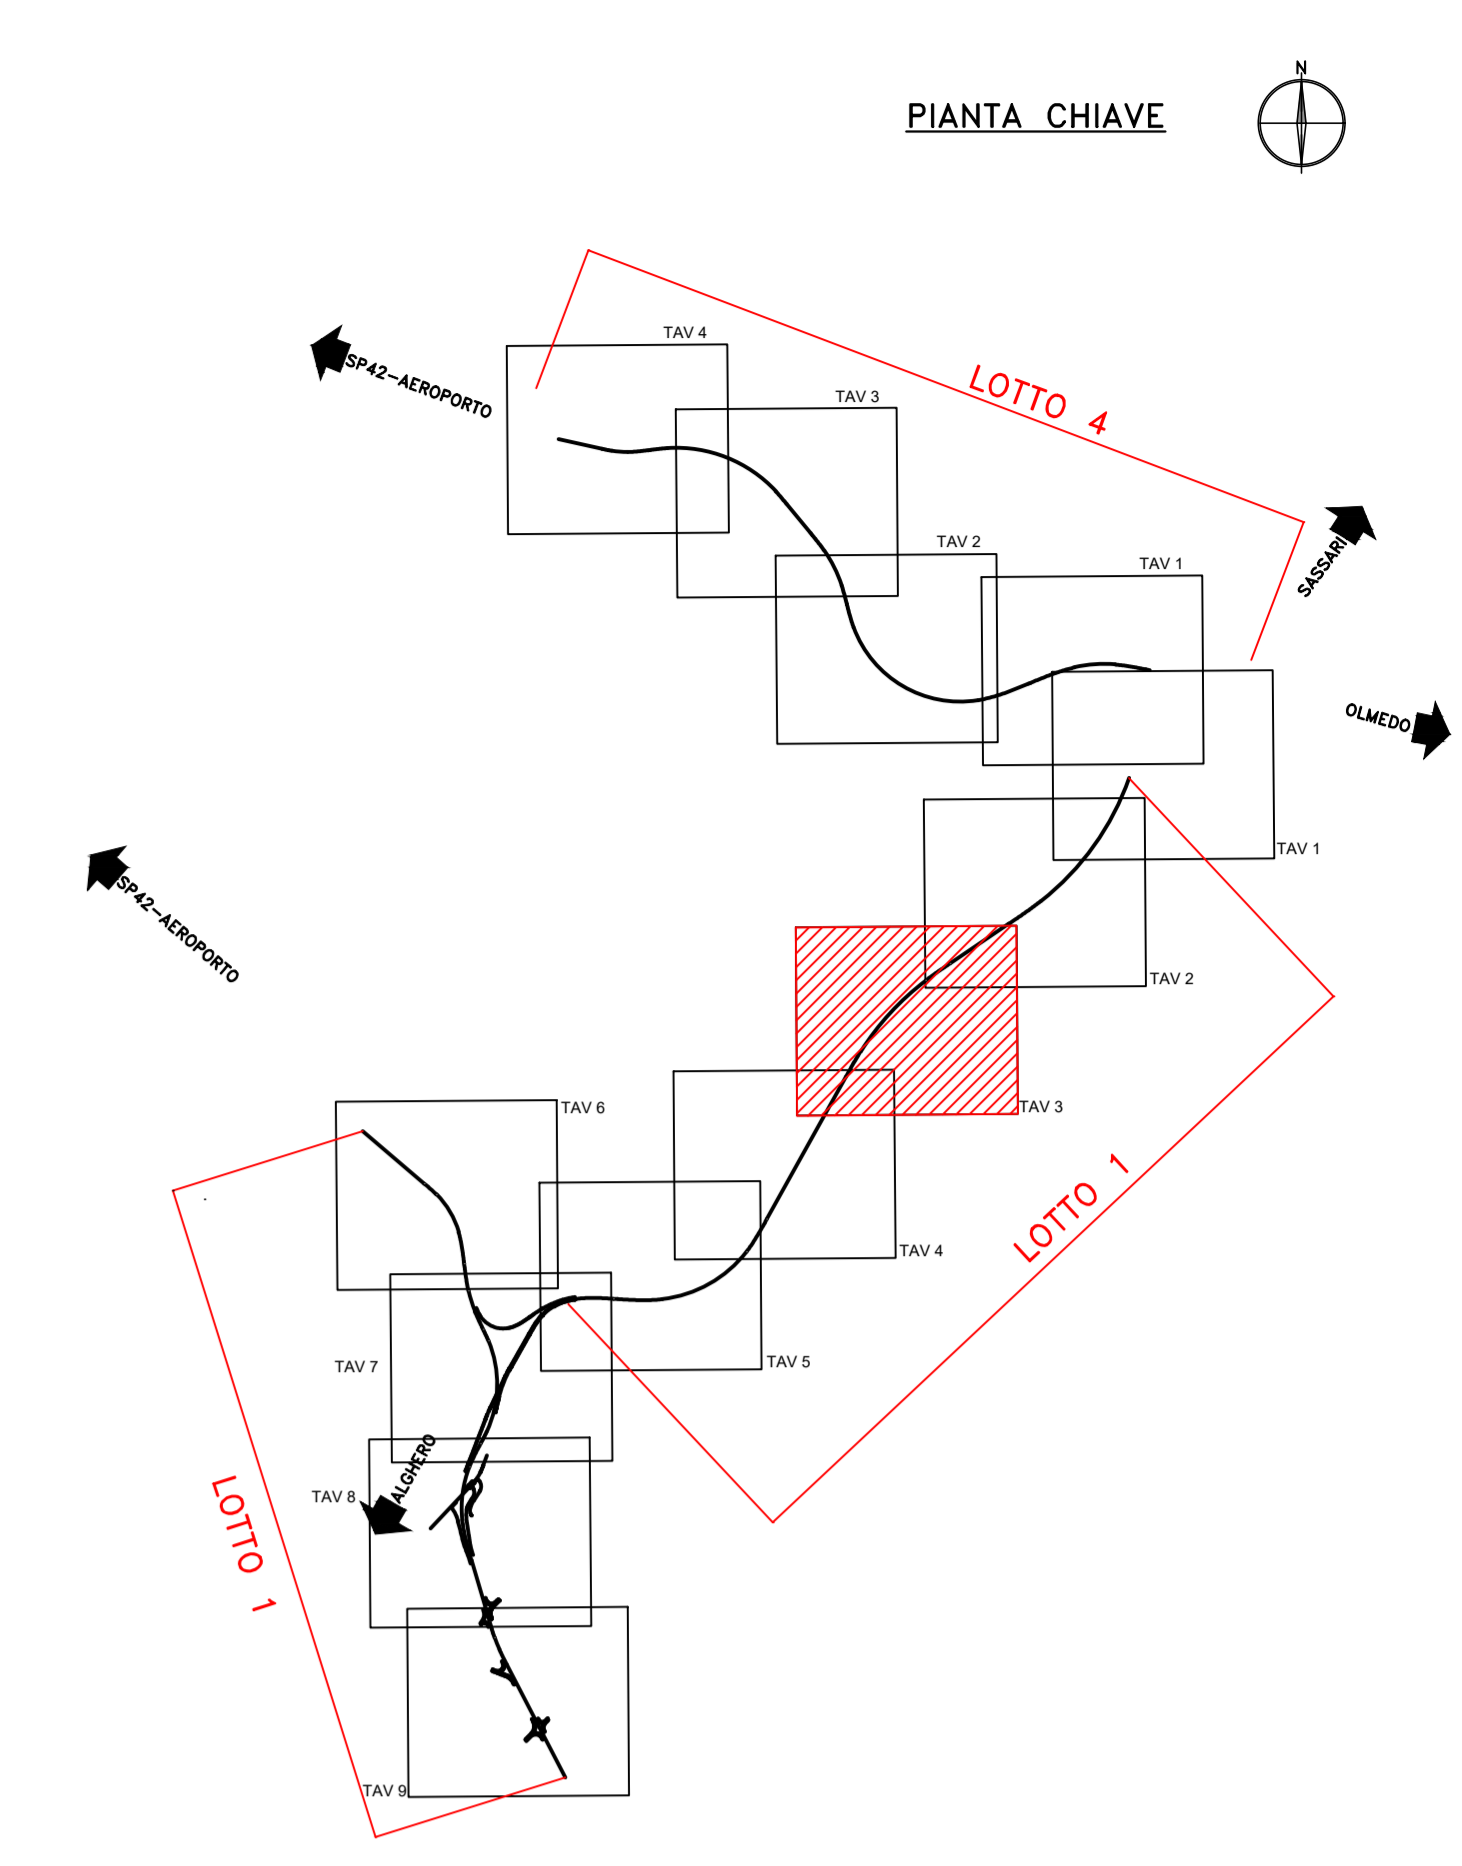 N
PIANTA CHIAVE
TAV 4
SP42-AEROPORTO
TAV 3
LOTTO 4
TAV 2
TAV 1
SASSARI
OLMEDO
TAV 1
SP42-AEROPORTO
TAV 2
TAV 3
TAV 6
LOTTO 1
TAV 4
TAV 7
TAV 5
ALGHERO
TAV 8
LOTTO 1
TAV 9